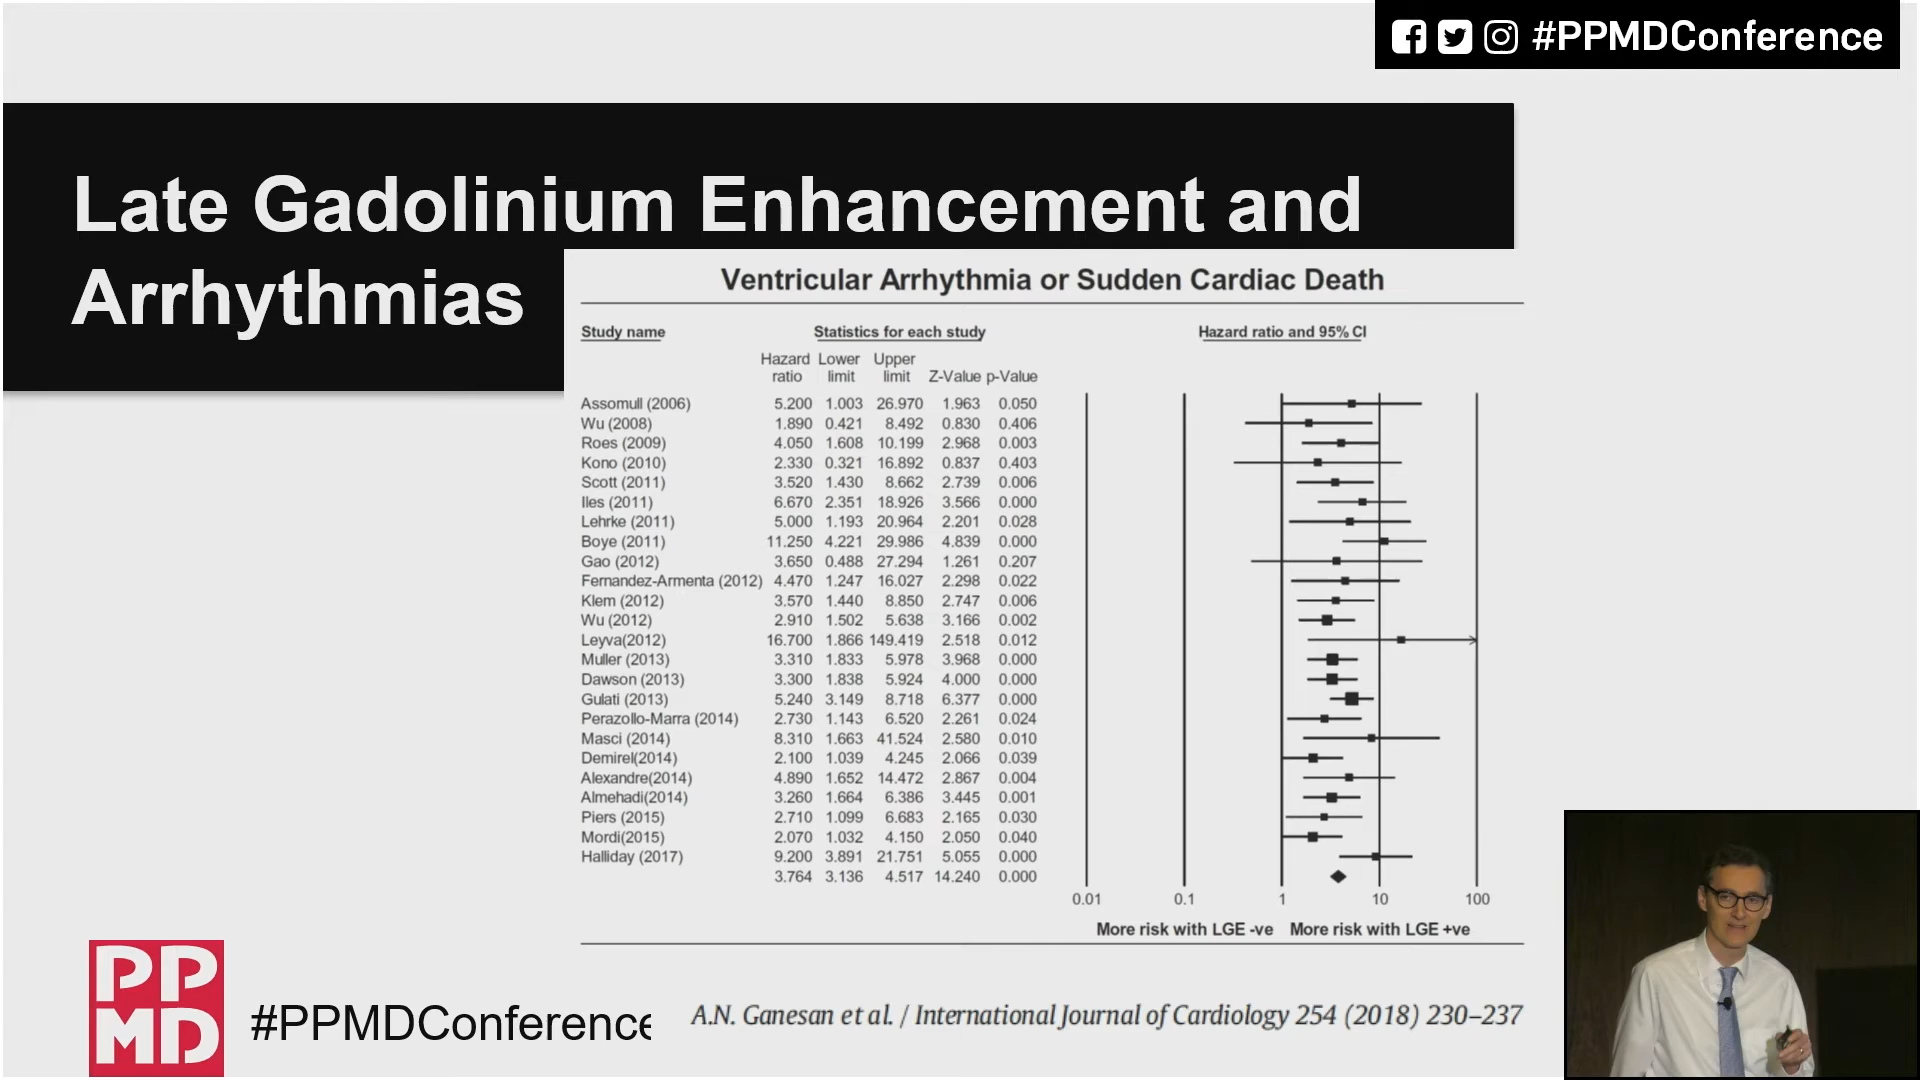 #PPMDConference
Late Gadolinium Enhancement and
Arrhythmias
Ventricular Arrhythmia or Sudden Cardiac Death
Study name Statistics for each study Hazard ratio and 95% CI
Hazard Lower Upper
ratio limit limit Z-Value p-Value
Assomull (2006) 5.200 1.003 26.970 1.963 0.050
Wu (2008) 1.890 0.421 8.492 0.830 0.406
Roes (2009) 4.050 1.608 10.199 2.968 0.003
Kono (2010) 2.330 0.321 16.892 0.837 0.403
Scott (2011) 3.520 1.430 8.662 2.739 0.006
Iles (2011) 6.670 2.351 18.926 3.566 0.000
Lehrke (2011) 5.000 1.193 20.964 2.201 0.028
Boye (2011) 11.250 4.221 29.986 4.839 0.000
Gao (2012) 3.650 0.488 27.294 1.261 0.207
Fernandez-Armenta (2012) 4.470 1.247 16.027 2.298 0.022
Klem (2012) 3.570 1.440 8.850 2.747 0.006
Wu (2012) 2.910 1.502 5.638 3.166 0.002
Leyva(2012) 16.700 1.866 149.419 2.518 0.012
Muller (2013) 3.310 1.833 5.978 3.968 0.000
Dawson (2013) 3.300 1.838 5.924 4.000 0.000
Gulati (2013) 5.240 3.149 8.718 6.377 0.000
Perazollo-Marra (2014) 2.730 1.143 6.520 2.261 0.024
Masci (2014) 8.310 1.663 41.524 2.580 0.010
Demirel(2014) 2.100 1.039 4.245 2.066 0.039
Alexandre(2014) 4.890 1.652 14.472 2.867 0.004
Almehadi(2014) 3.260 1.664 6.386 3.445 0.001
Piers (2015) 2.710 1.099 6.683 2.165 0.030
Mordi(2015) 2.070 1.032 4.150 2.050 0.040
Halliday (2017) 9.200 3.891 21.751 5.055 0.000
3.764 3.136 4.517 14.240 0.000
0.01 0.1 1 10 100
More risk with LGE -ve More risk with LGE +ve
PP
MD
#PPMDConference
A.N. Ganesan et al. / International Journal of Cardiology 254 (2018) 230–237